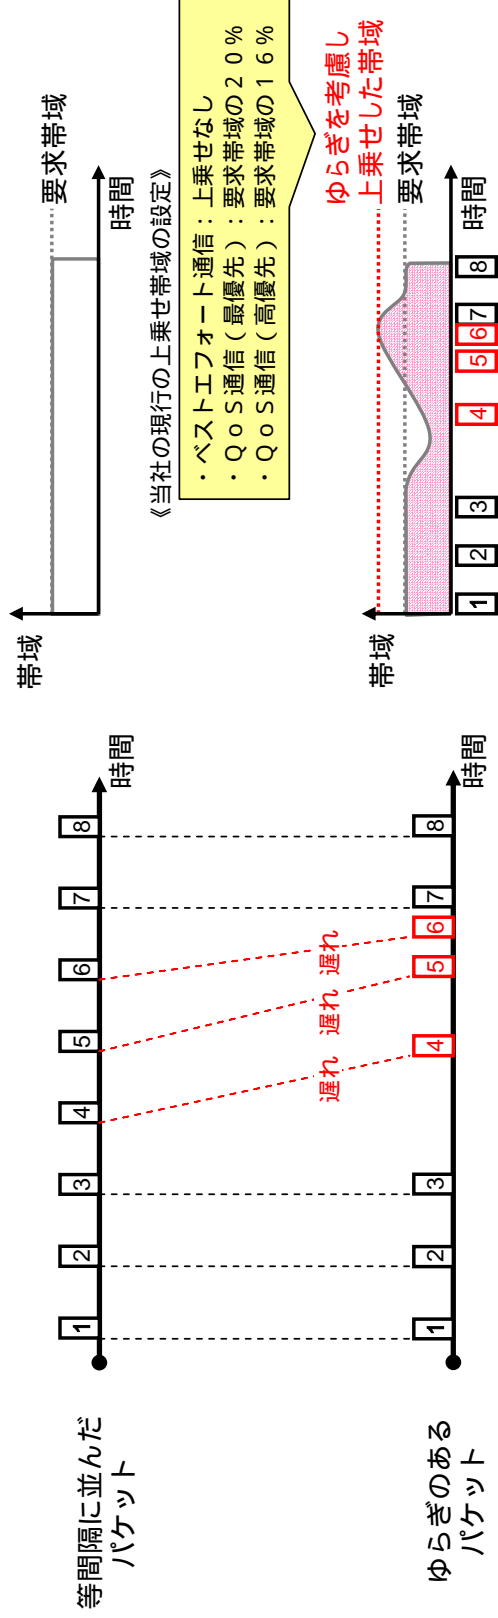 等間隔に並んだ
パケット
1 2 3 4 5 6 7 8
時間
遅れ 遅れ 遅れ
ゆらぎのある
パケット
1 2 3 4 5 6 7 8
時間
帯域
要求帯域
時間
《当社の現行の上乗せ帯域の設定》
・ベストエフォート通信：上乗せなし
・QoS通信(最優先)：要求帯域の20%
・QoS通信(高優先)：要求帯域の16%
ゆらぎを考慮し
上乗せした帯域
要求帯域
帯域
時間
1 2 3 4 5 6 7 8